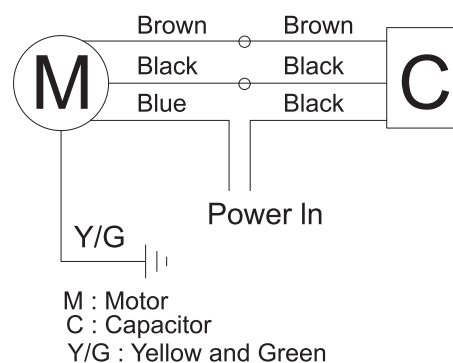 Brown Brown
Black Black
M C
Blue Black
Power In
Y/G
M : Motor
C : Capacitor
Y/G : Yellow and Green